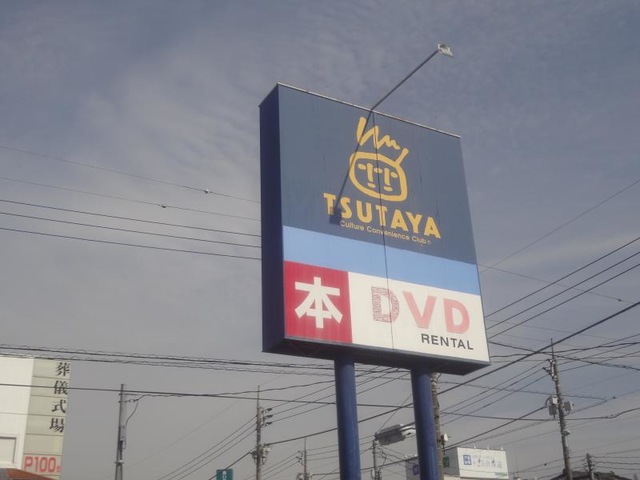 TSUTAYA
Culture Convenience Club
本
DVD
RENTAL
葬儀式場
P100